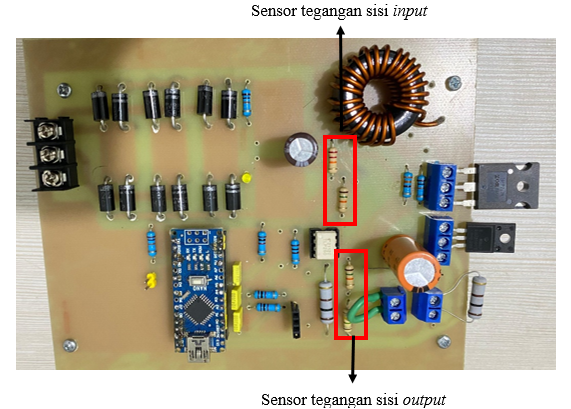 Sensor tegangan sisi input
Sensor tegangan sisi output